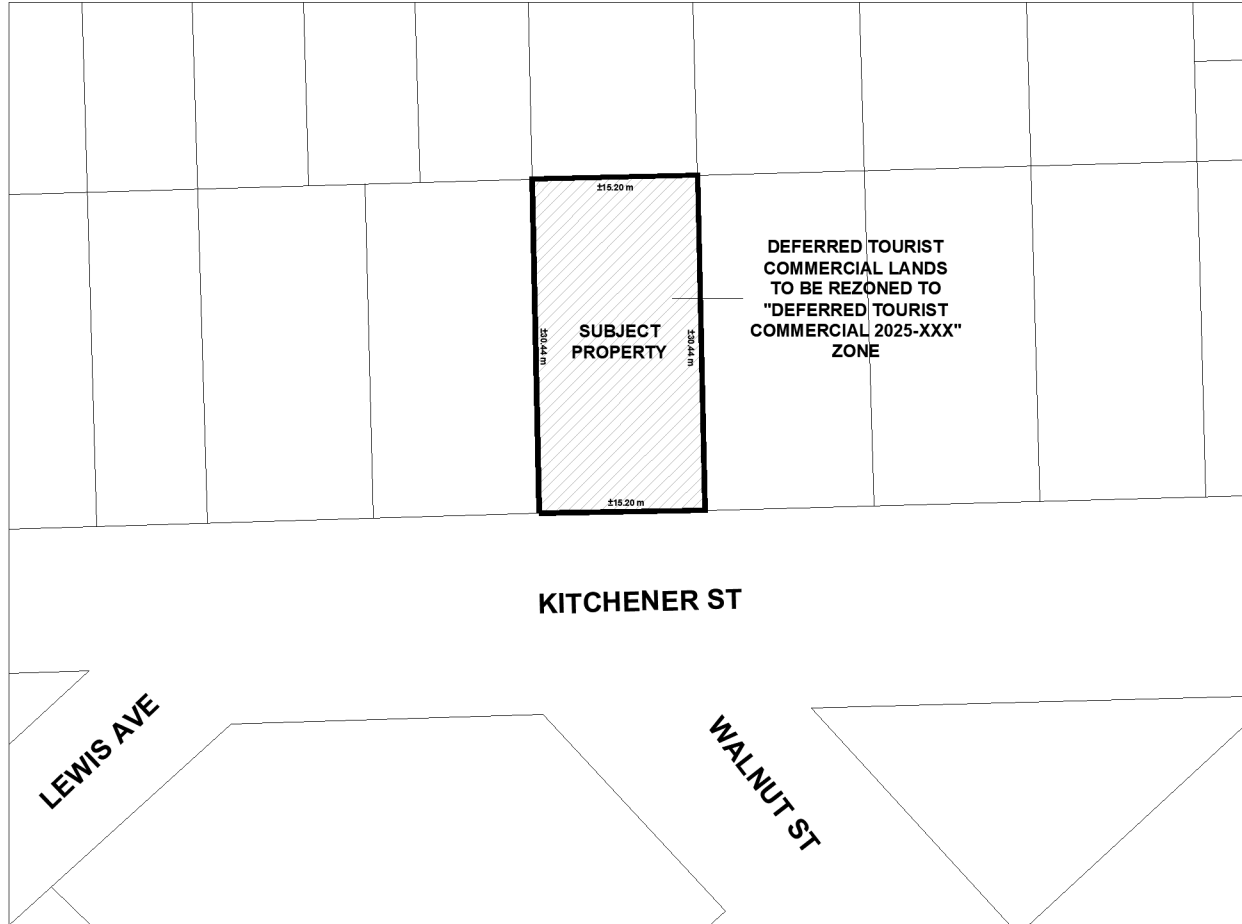 ±15.20 m
DEFERRED TOURIST
COMMERCIAL LANDS
TO BE REZONED TO
"DEFERRED TOURIST
COMMERCIAL 2025-XXX"
ZONE
±30.44 m
SUBJECT
PROPERTY
±30.44 m
±15.20 m
KITCHENER ST
LEWIS AVE
WALNUT ST